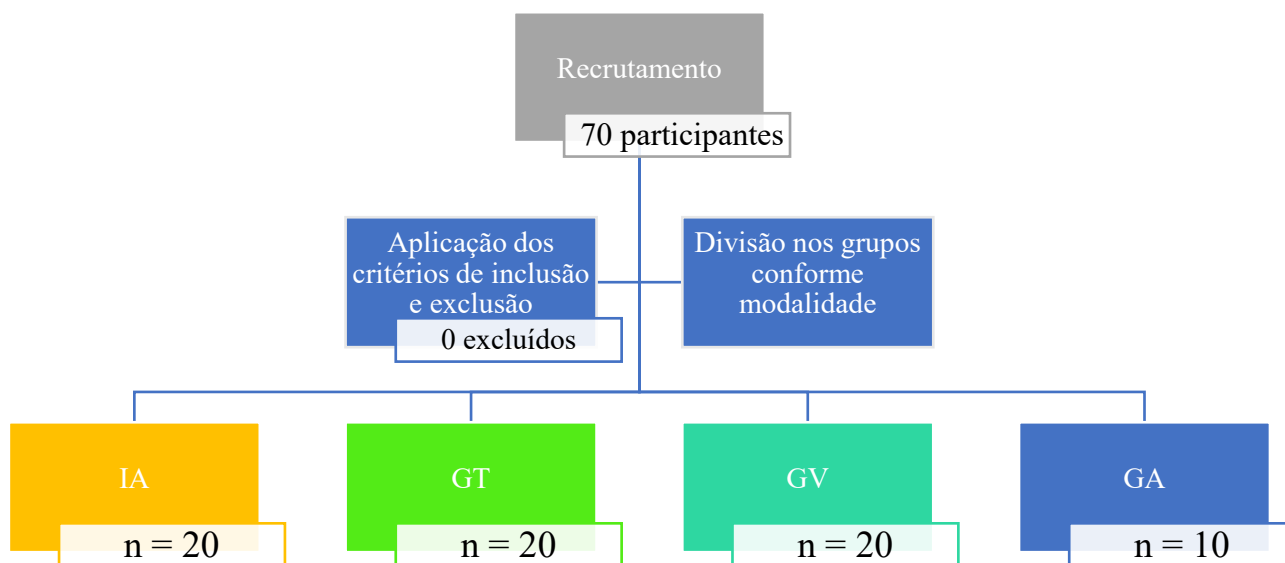 Recrutamento
70 participantes
Aplicação dos
critérios de inclusão
e exclusão
0 excluídos
Divisão nos grupos
conforme
modalidade
IA
n = 20
GT
n = 20
GV
n = 20
GA
n = 10